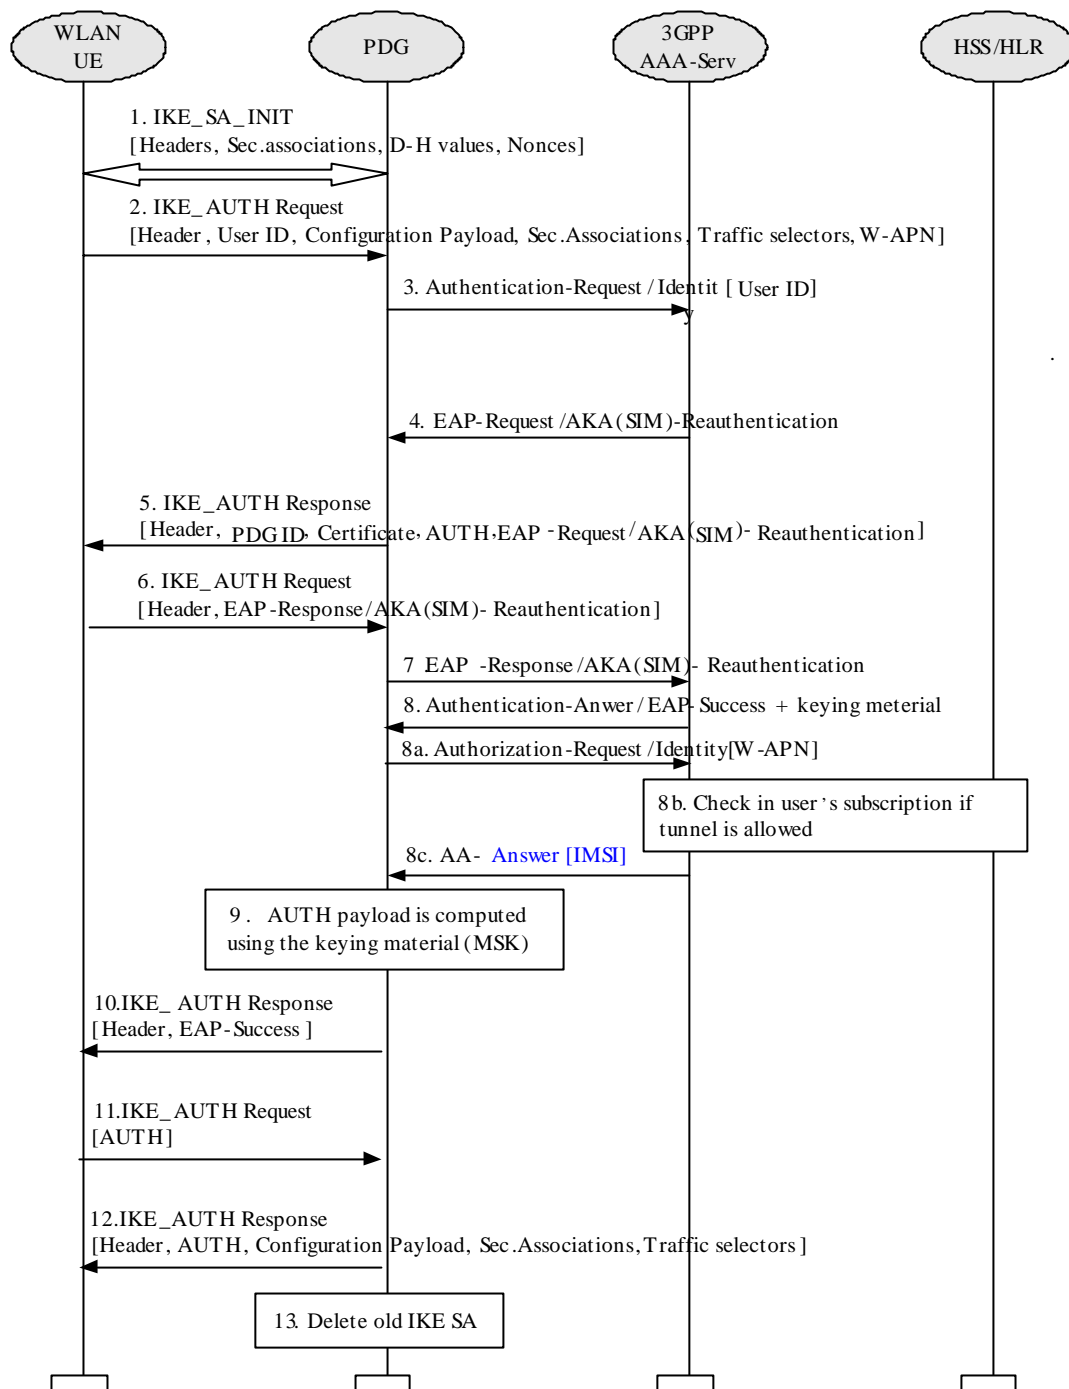 WLAN
UE
PDG
3GPP
AAA-Serv
HSS/HLR
1. IKE_SA_INIT
[Headers, Sec.associations, D-H values, Nonces]
2. IKE_AUTH Request
[Header, User ID, Configuration Payload, Sec.Associations, Traffic selectors, W-APN]
3. Authentication-Request/Identit [User ID]
y
.
4. EAP-Request/AKA(SIM)-Reauthentication
5. IKE_AUTH Response
[Header, PDG ID, Certificate, AUTH,EAP-Request/AKA(SIM)-Reauthentication]
6. IKE_AUTH Request
[Header, EAP-Response/AKA(SIM)-Reauthentication]
7 EAP -Response/AKA(SIM)-Reauthentication
8. Authentication-Anwer/EAP-Success + keying meterial
8a. Authorization-Request/Identity[W-APN]
8b. Check in user’s subscription if
tunnel is allowed
8c. AA- Answer [IMSI]
9. AUTH payload is computed
using the keying material (MSK)
10.IKE_ AUTH Response
[Header, EAP-Success]
11.IKE_AUTH Request
[AUTH]
12.IKE_AUTH Response
[Header, AUTH, Configuration Payload, Sec.Associations,Traffic selectors]
13. Delete old IKE SA